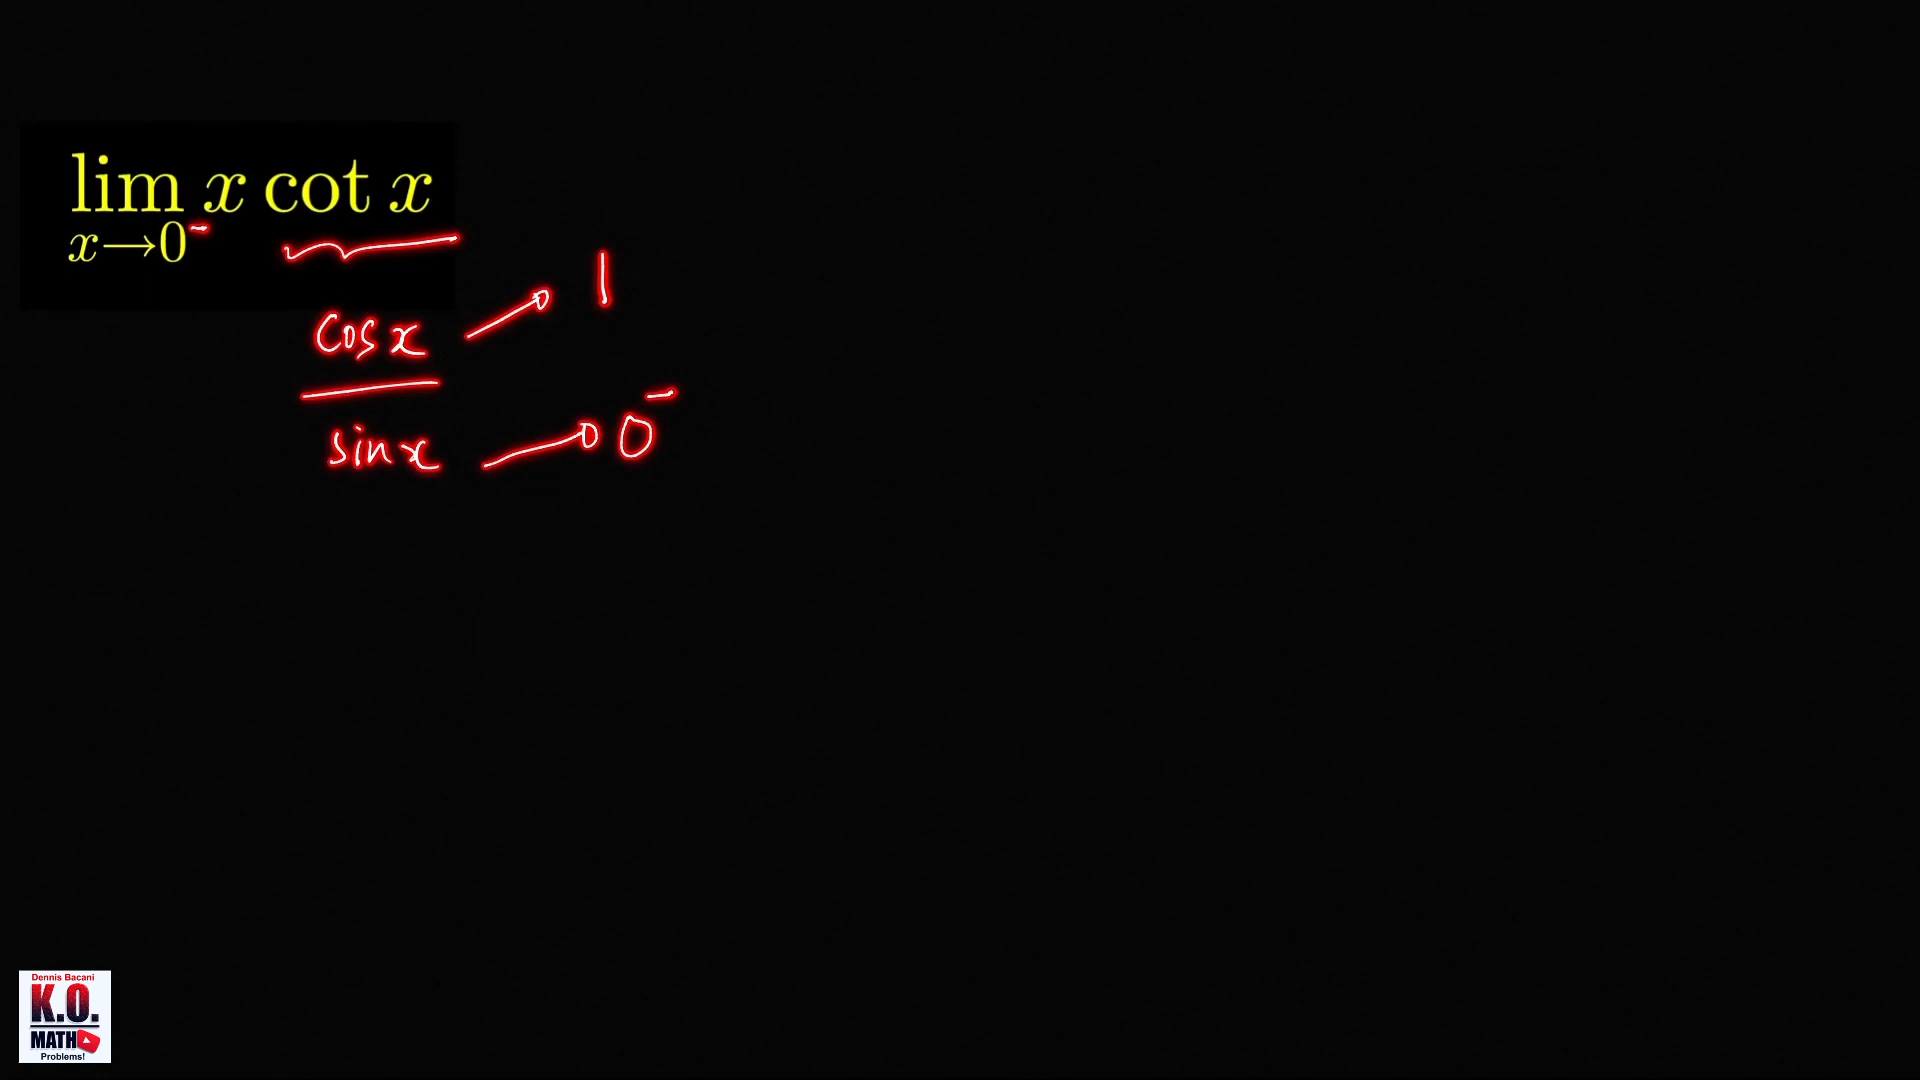 lim x cot x
x→0⁻
cos x → 1
sin x → 0⁻
Dennis Bacani
K.O.
MATH
Problems!